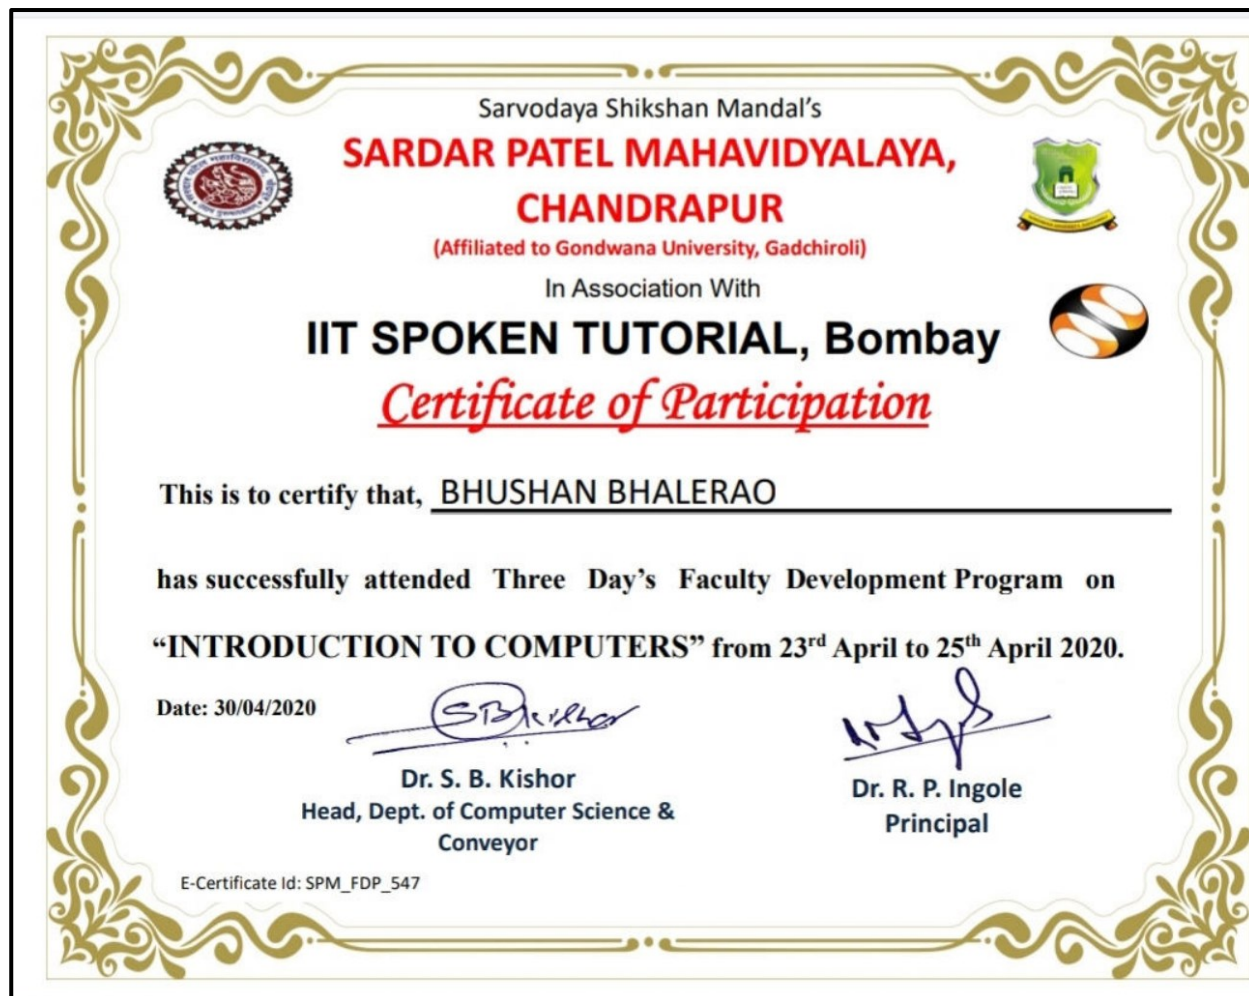 Sarvodaya Shikshan Mandal's
SARDAR PATEL MAHAVIDYALAYA,
CHANDRAPUR
(Affiliated to Gondwana University, Gadchiroli)
In Association With
IIT SPOKEN TUTORIAL, Bombay
Certificate of Participation
This is to certify that, BHUSHAN BHALERAO
has successfully attended Three Day's Faculty Development Program on
“INTRODUCTION TO COMPUTERS” from 23rd April to 25th April 2020.
Date: 30/04/2020
SBKishor
Dr. S. B. Kishor
Head, Dept. of Computer Science &
Conveyor
Dr. R. P. Ingole
Principal
E-Certificate Id: SPM_FDP_547